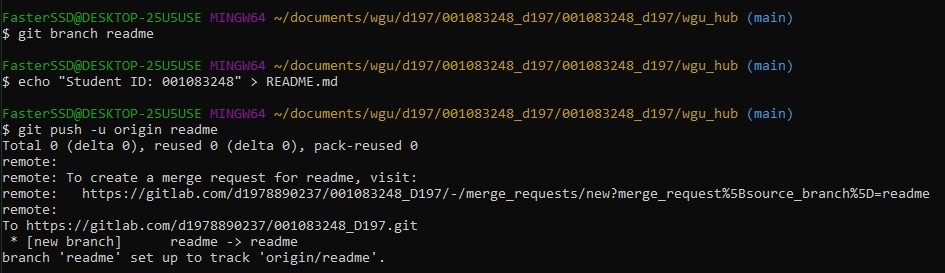 FasterSSD@DESKTOP-25U5USE MINGW64 ~/documents/wgu/d197/001083248_d197/001083248_d197/wgu_hub (main)
$ git branch readme
FasterSSD@DESKTOP-25U5USE MINGW64 ~/documents/wgu/d197/001083248_d197/001083248_d197/wgu_hub (main)
$ echo "Student ID: 001083248" > README.md
FasterSSD@DESKTOP-25U5USE MINGW64 ~/documents/wgu/d197/001083248_d197/001083248_d197/wgu_hub (main)
$ git push -u origin readme
Total 0 (delta 0), reused 0 (delta 0), pack-reused 0
remote:
remote: To create a merge request for readme, visit:
remote:   https://gitlab.com/d1978890237/001083248_D197/-/merge_requests/new?merge_request%5Bsource_branch%5D=readme
remote:
To https://gitlab.com/d1978890237/001083248_D197.git
 * [new branch]      readme -> readme
branch 'readme' set up to track 'origin/readme'.